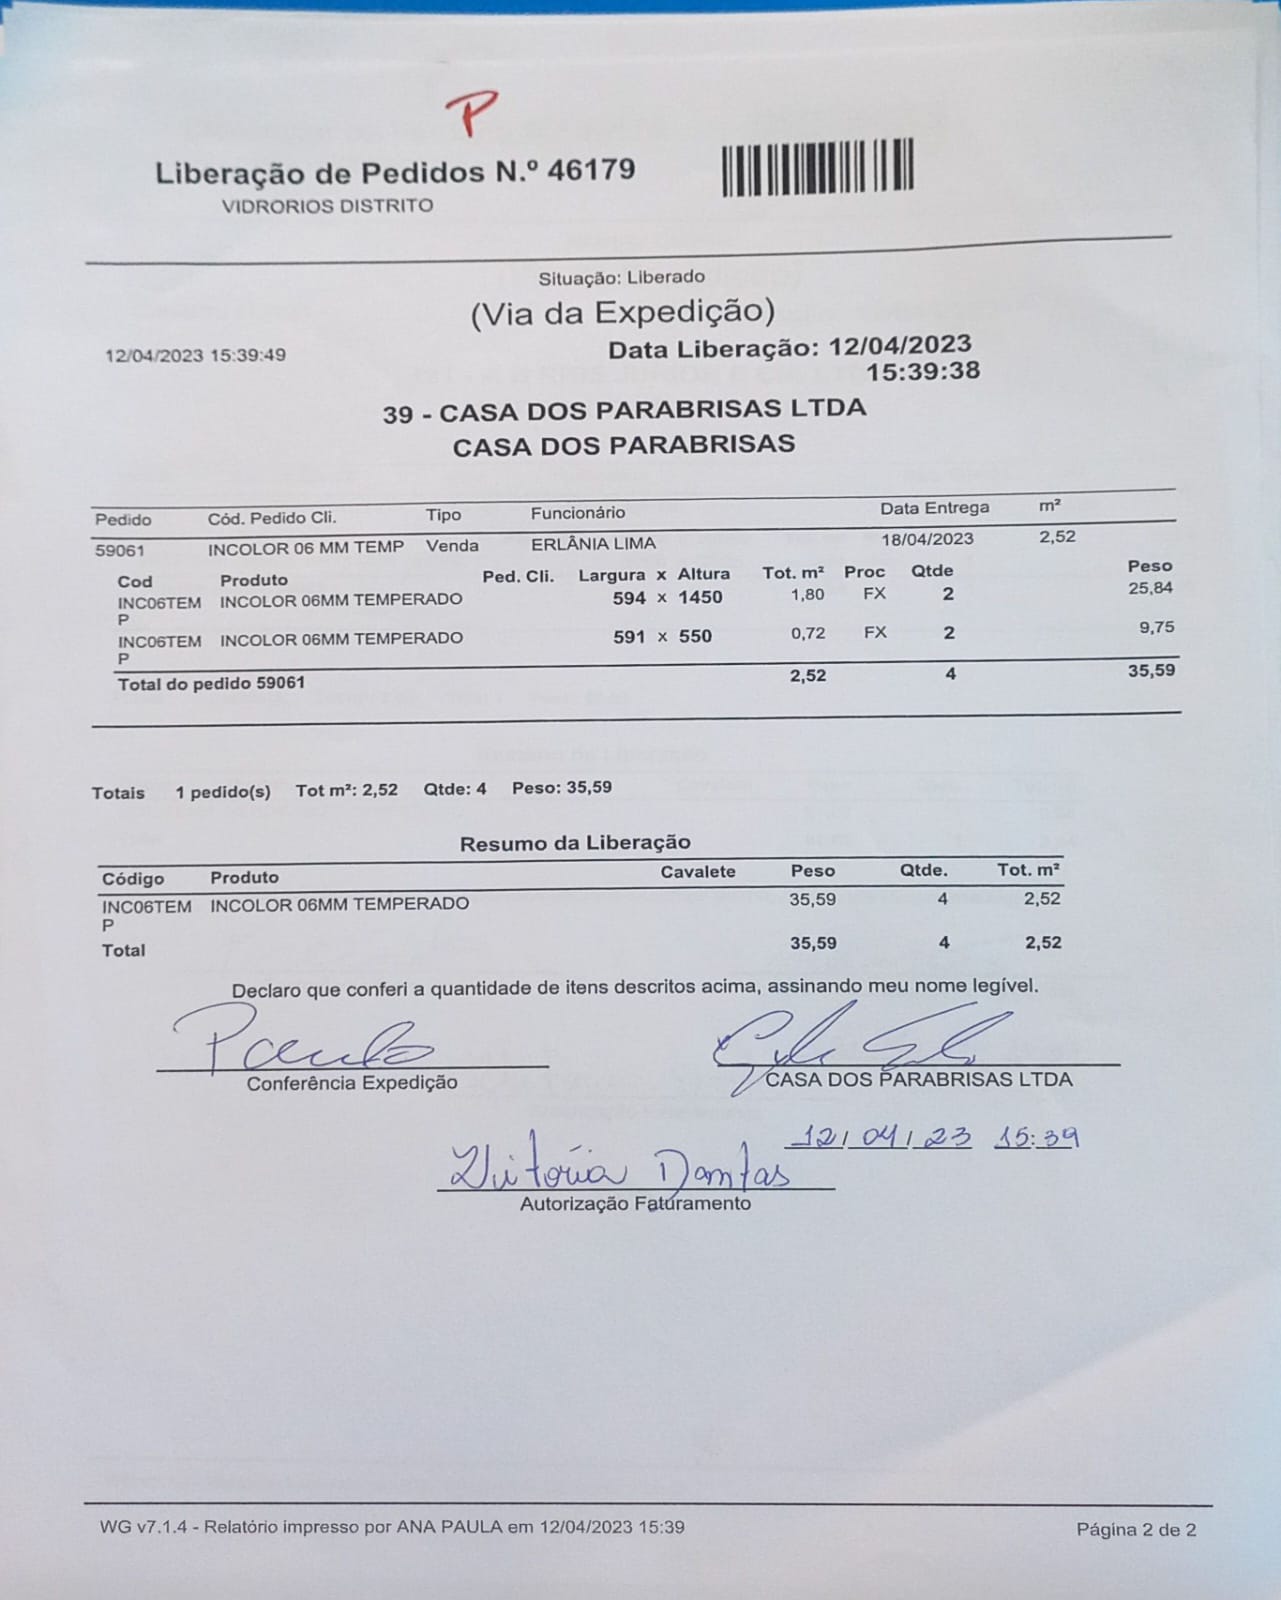 P
Liberação de Pedidos N.º 46179
VIDRORIOS DISTRITO
Situação: Liberado
(Via da Expedição)
12/04/2023 15:39:49 Data Liberação: 12/04/2023
15:39:38
39 - CASA DOS PARABRISAS LTDA
CASA DOS PARABRISAS
Pedido Cód. Pedido Cli. Tipo Funcionário Data Entrega m²
59061 INCOLOR 06 MM TEMP Venda ERLÂNIA LIMA 18/04/2023 2,52
Cod Produto Ped. Cli. Largura x Altura Tot. m² Proc Qtde Peso
INC06TEM INCOLOR 06MM TEMPERADO 594 x 1450 1,80 FX 2 25,84
P
INC06TEM INCOLOR 06MM TEMPERADO 591 x 550 0,72 FX 2 9,75
P
Total do pedido 59061 2,52 4 35,59
Totais 1 pedido(s) Tot m²: 2,52 Qtde: 4 Peso: 35,59
Resumo da Liberação
Código Produto Cavalete Peso Qtde. Tot. m²
INC06TEM INCOLOR 06MM TEMPERADO 35,59 4 2,52
P
Total 35,59 4 2,52
Declaro que conferi a quantidade de itens descritos acima, assinando meu nome legível.
Paulo
Conferência Expedição CASA DOS PARABRISAS LTDA
12/04/23 15:39
Vitória Dantas
Autorização Faturamento
WG v7.1.4 - Relatório impresso por ANA PAULA em 12/04/2023 15:39 Página 2 de 2